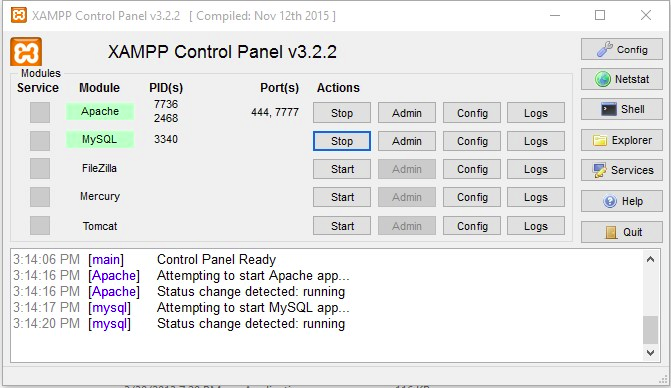 XAMPP Control Panel v3.2.2 [ Compiled: Nov 12th 2015 ]
XAMPP Control Panel v3.2.2
Config
Modules
Service Module PID(s) Port(s) Actions
Netstat
Apache 7736 2468 444, 7777 Stop Admin Config Logs
Shell
MySQL 3340 Stop Admin Config Logs
Explorer
FileZilla Start Admin Config Logs
Services
Mercury Start Admin Config Logs
Help
Tomcat Start Admin Config Logs
Quit
3:14:06 PM [main] Control Panel Ready
3:14:16 PM [Apache] Attempting to start Apache app...
3:14:16 PM [Apache] Status change detected: running
3:14:17 PM [mysql] Attempting to start MySQL app...
3:14:20 PM [mysql] Status change detected: running